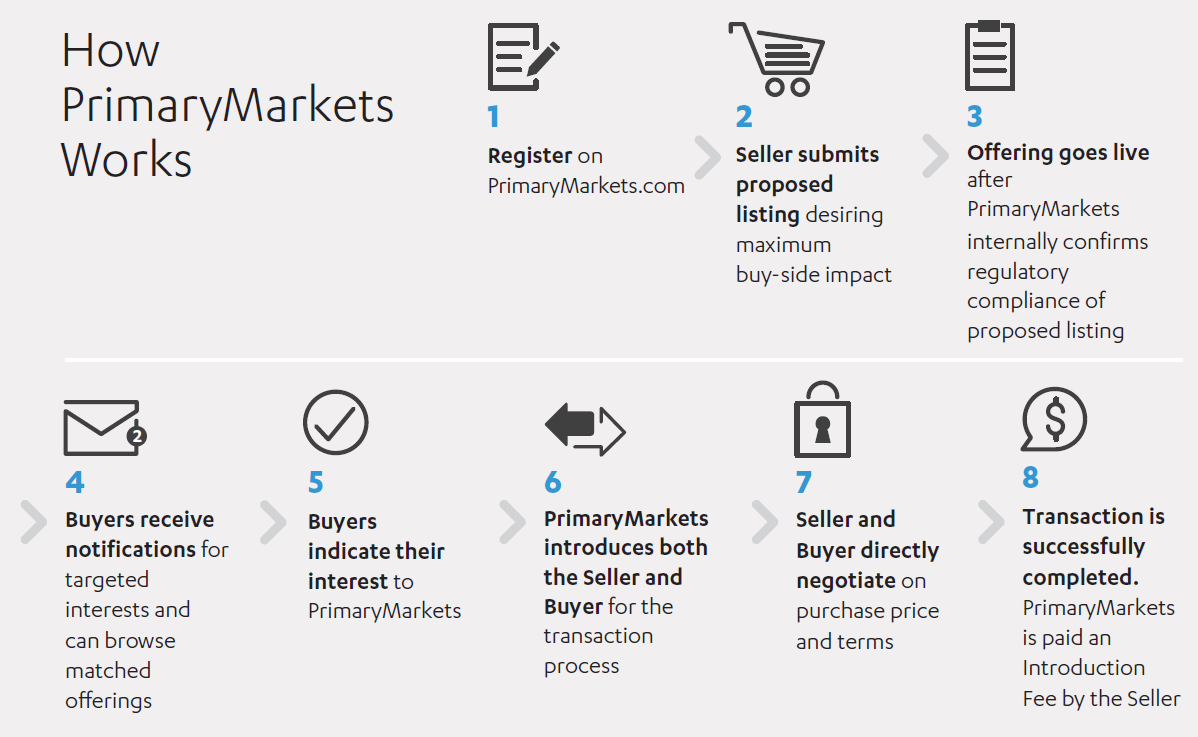 How
PrimaryMarkets
Works
1
Register on
PrimaryMarkets.com
2
Seller submits
proposed
listing desiring
maximum
buy-side impact
3
Offering goes live
after
PrimaryMarkets
internally confirms
regulatory
compliance of
proposed listing
2
4
Buyers receive
notifications for
targeted
interests and
can browse
matched
offerings
5
Buyers
indicate their
interest to
PrimaryMarkets
6
PrimaryMarkets
introduces both
the Seller and
Buyer for the
transaction
process
7
Seller and
Buyer directly
negotiate on
purchase price
and terms
$
8
Transaction is
successfully
completed.
PrimaryMarkets
is paid an
Introduction
Fee by the Seller